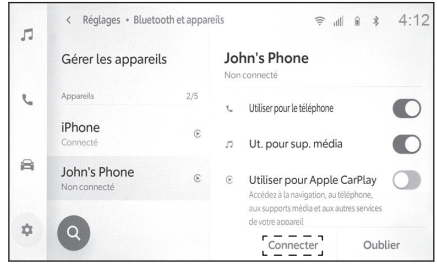 < Réglages • Bluetooth et appareils
4:12
Gérer les appareils
Appareils 2/5
iPhone
Connecté
John's Phone
Non connecté
John's Phone
Non connecté
Utiliser pour le téléphone
Ut. pour sup. média
Utiliser pour Apple CarPlay
Accédez à la navigation, au téléphone,
aux supports média et aux autres services
de votre appareil
Connecter Oublier